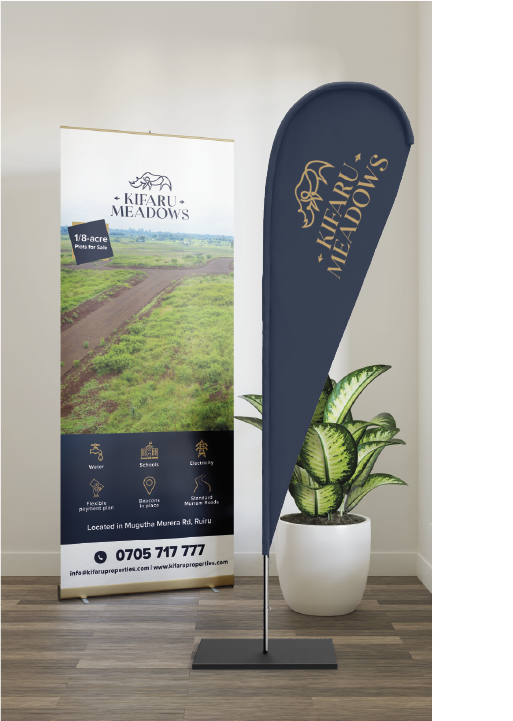 KIFARU
MEADOWS
1/8-acre
Plots for Sale
Water
Schools
Electricity
Flexible
payment plan
Beacons
in place
Standard
Murram Roads
Located in Mugutha Murera Rd, Ruiru
0705 717 777
info@kifaruproperties.com | www.kifaruproperties.com
KIFARU
MEADOWS